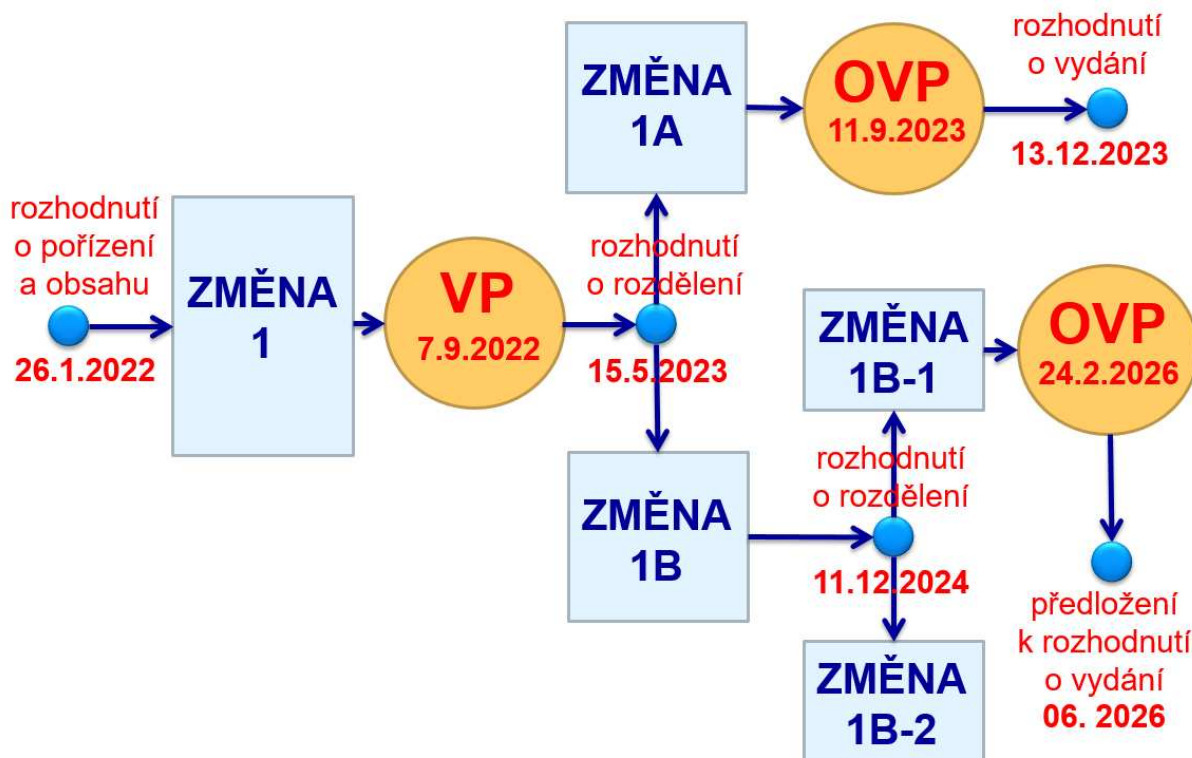 rozhodnutí
o pořízení
a obsahu
26.1.2022
ZMĚNA
1
VP
7.9.2022
rozhodnutí
o rozdělení
15.5.2023
ZMĚNA
1A
OVP
11.9.2023
rozhodnutí
o vydání
13.12.2023
ZMĚNA
1B
rozhodnutí
o rozdělení
11.12.2024
ZMĚNA
1B-1
OVP
24.2.2026
předložení
k rozhodnutí
o vydání
06. 2026
ZMĚNA
1B-2